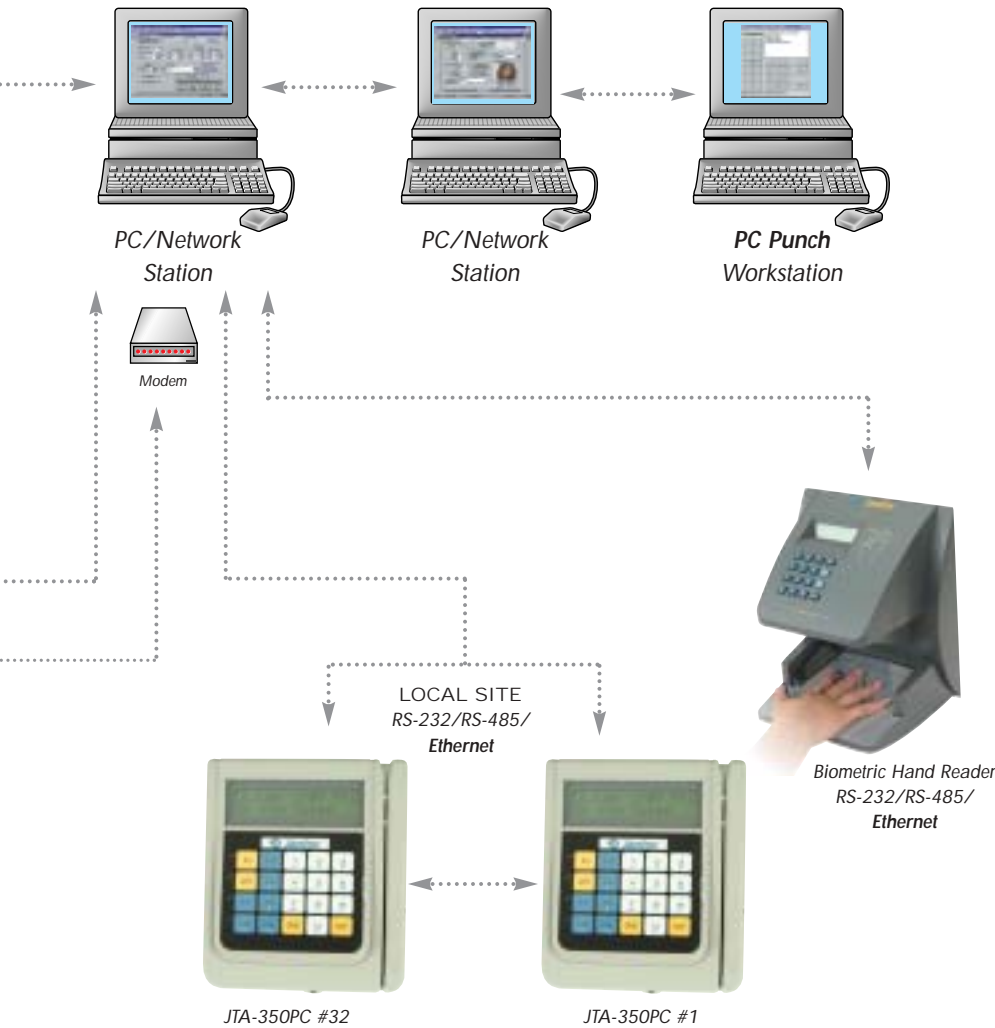 PC/Network
Station
PC/Network
Station
PC Punch
Workstation
Modem
LOCAL SITE
RS-232/RS-485/
Ethernet
Biometric Hand Reader
RS-232/RS-485/
Ethernet
JTA-350PC #32
JTA-350PC #1